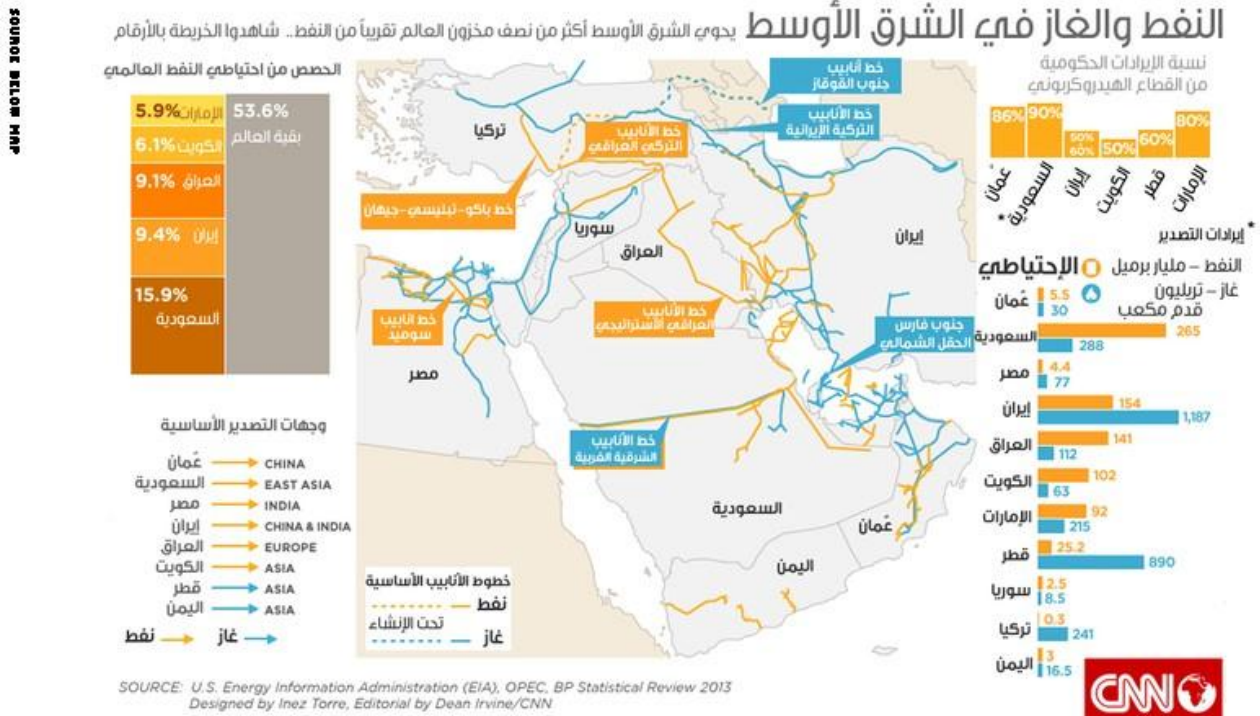 SOURCE BELOW MAP
النفط والغاز في الشرق الأوسط
يحوي الشرق الأوسط أكثر من نصف مخزون العالم تقريباً من النفط.. شاهدوا الخريطة بالأرقام
نسبة الإيرادات الحكومية
من القطاع الهيدروكربوني
86%
90%
50%
60%
50%
60%
80%
عُمان
السعودية *
إيران
الكويت
قطر
الإمارات
* إيرادات التصدير
الحصص من احتياطي النفط العالمي
5.9% الإمارات
6.1% الكويت
9.1% العراق
9.4% إيران
15.9%
السعودية
53.6%
بقية العالم
خط أنابيب
جنوب القوقاز
خط الأنابيب
التركية الإيرانية
خط الأنابيب
التركي العراقي
خط باكو-تبليسي-جيهان
خط الأنابيب
العراقي الاستراتيجي
خط انابيب
سوميد
جنوب فارس
الحقل الشمالي
خط الأنابيب
الشرقية الغربية
تركيا
سوريا
العراق
إيران
مصر
السعودية
عُمان
اليمن
الإحتياطي
النفط – مليار برميل
غاز – تريليون
قدم مكعب
عُمان 5.5
30
السعودية 265
288
مصر 4.4
77
إيران 154
1,187
العراق 141
112
الكويت 102
63
الإمارات 92
215
قطر 25.2
890
سوريا 2.5
8.5
تركيا 0.3
241
اليمن 3
16.5
وجهات التصدير الأساسية
عُمان CHINA
السعودية EAST ASIA
مصر INDIA
إيران CHINA & INDIA
العراق EUROPE
الكويت ASIA
قطر ASIA
اليمن ASIA
نفط
غاز
خطوط الأنابيب الأساسية
نفط
تحت الإنشاء
غاز
SOURCE: U.S. Energy Information Administration (EIA), OPEC, BP Statistical Review 2013
Designed by Inez Torre, Editorial by Dean Irvine/CNN
CNN